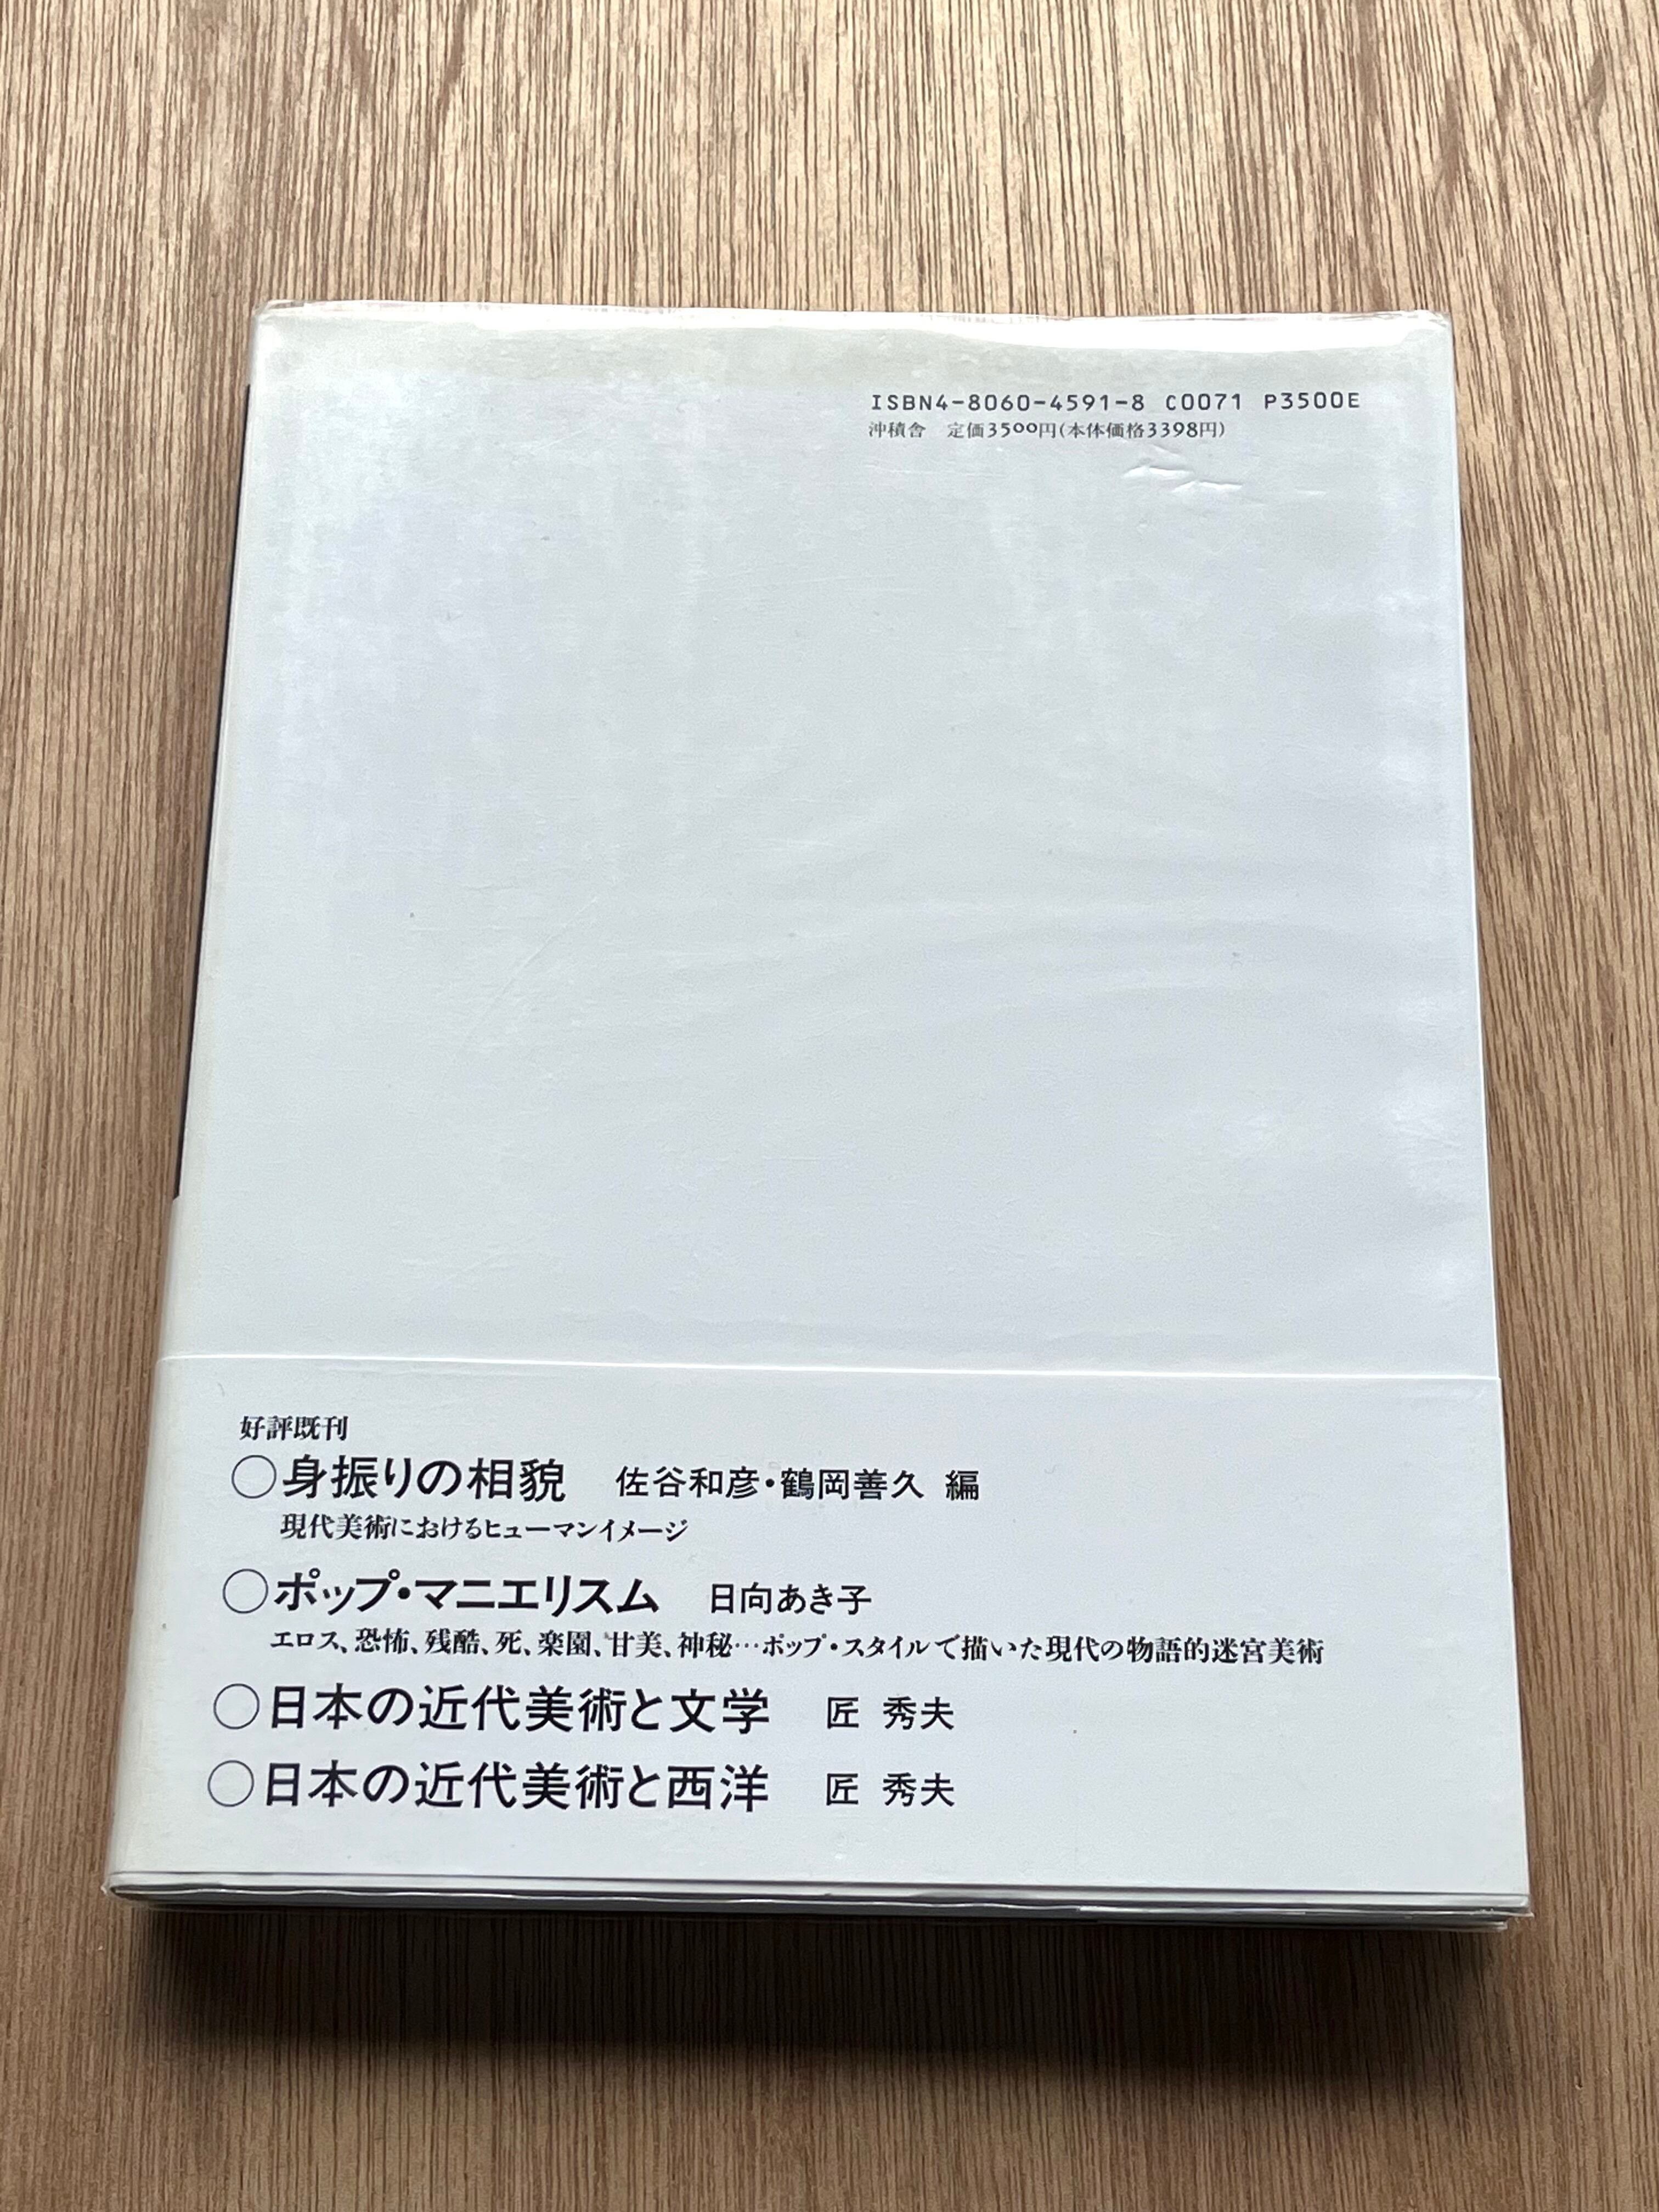 ISBN4-8060-4591-8 C0071 P3500E
沖積舎 定価3500円(本体価格3398円)
好評既刊
○身振りの相貌 佐谷和彦・鶴岡善久 編
現代美術におけるヒューマンイメージ
○ポップ・マニエリスム 日向あき子
エロス、恐怖、残酷、死、楽園、甘美、神秘…ポップ・スタイルで描いた現代の物語的迷宮美術
○日本の近代美術と文学 匠 秀夫
○日本の近代美術と西洋 匠 秀夫